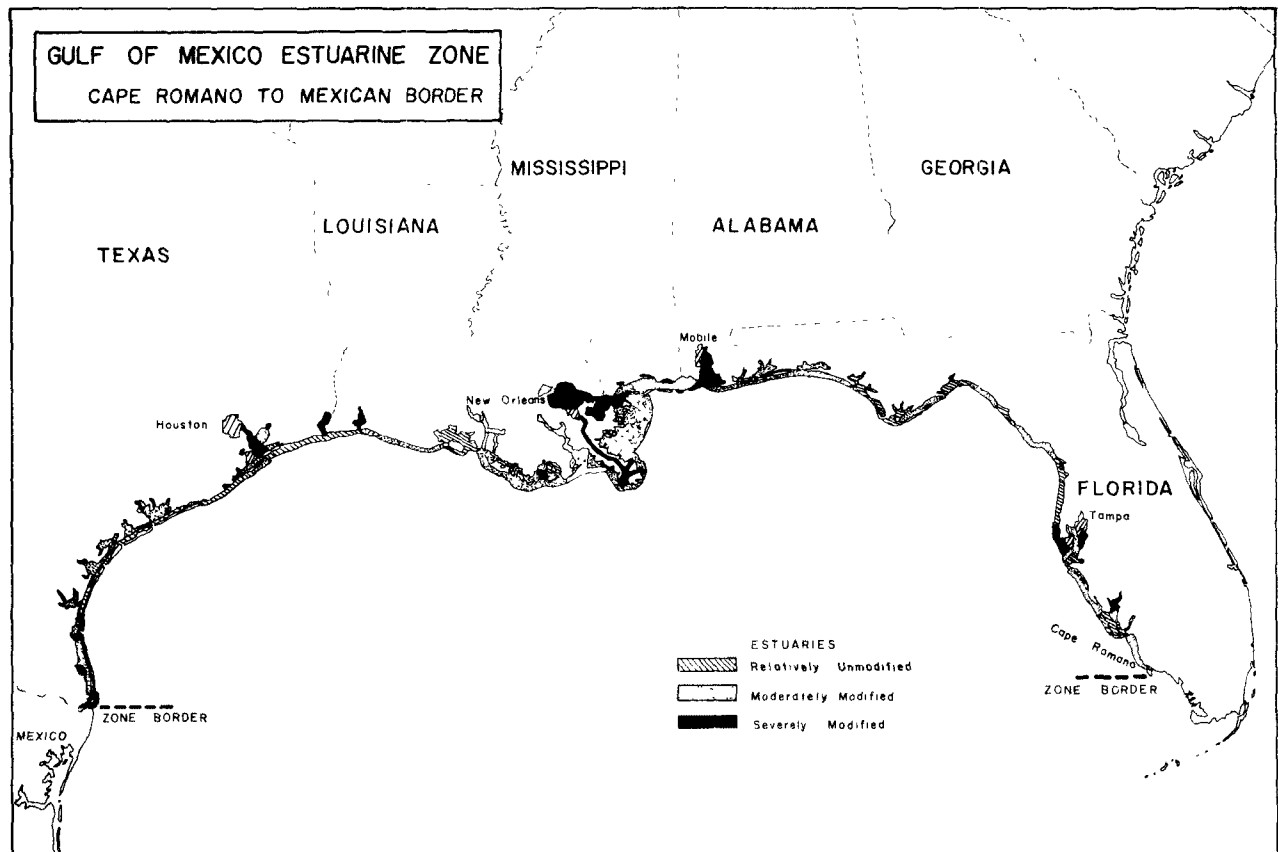 GULF OF MEXICO ESTUARINE ZONE
CAPE ROMANO TO MEXICAN BORDER
MISSISSIPPI
GEORGIA
LOUISIANA
ALABAMA
TEXAS
Mobile
New Orleans
Houston
FLORIDA
Tampa
Cape Romano
ESTUARIES
Relatively Unmodified
ZONE BORDER
Moderately Modified
ZONE BORDER
Severely Modified
MEXICO